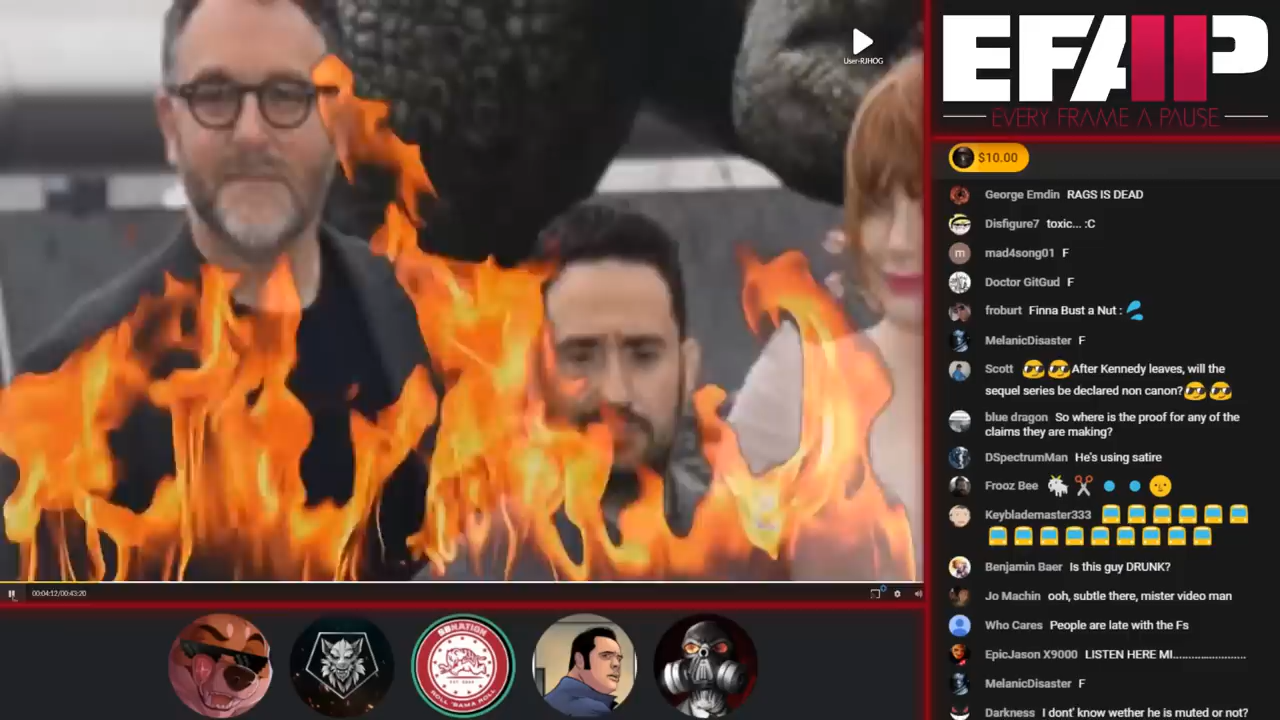 User-RJHOG
EFAP
EVERY FRAME A PAUSE
$10.00
George Emdin RAGS IS DEAD
Disfigure7 toxic... :C
mad4song01 F
Doctor GitGud F
froburt Finna Bust a Nut : 💦
MelanicDisaster F
Scott 😎😎After Kennedy leaves, will the
sequel series be declared non canon?😎😎
blue dragon So where is the proof for any of the
claims they are making?
DSpectrumMan He's using satire
Frooz Bee
Keyblademaster333
Benjamin Baer Is this guy DRUNK?
Jo Machin ooh, subtle there, mister video man
Who Cares People are late with the Fs
EpicJason X9000 LISTEN HERE MI.......................
MelanicDisaster F
Darkness I dont' know wether he is muted or not?
00:04:12/00:43:20
BBNATION
ROLL 'BAMA ROLL